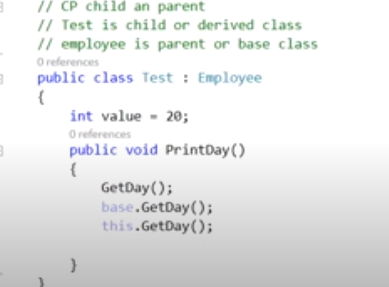 // CP child an parent
// Test is child or derived class
// employee is parent or base class
0 references
public class Test : Employee
{
int value = 20;
0 references
public void PrintDay()
{
GetDay();
base.GetDay();
this.GetDay();
}
}